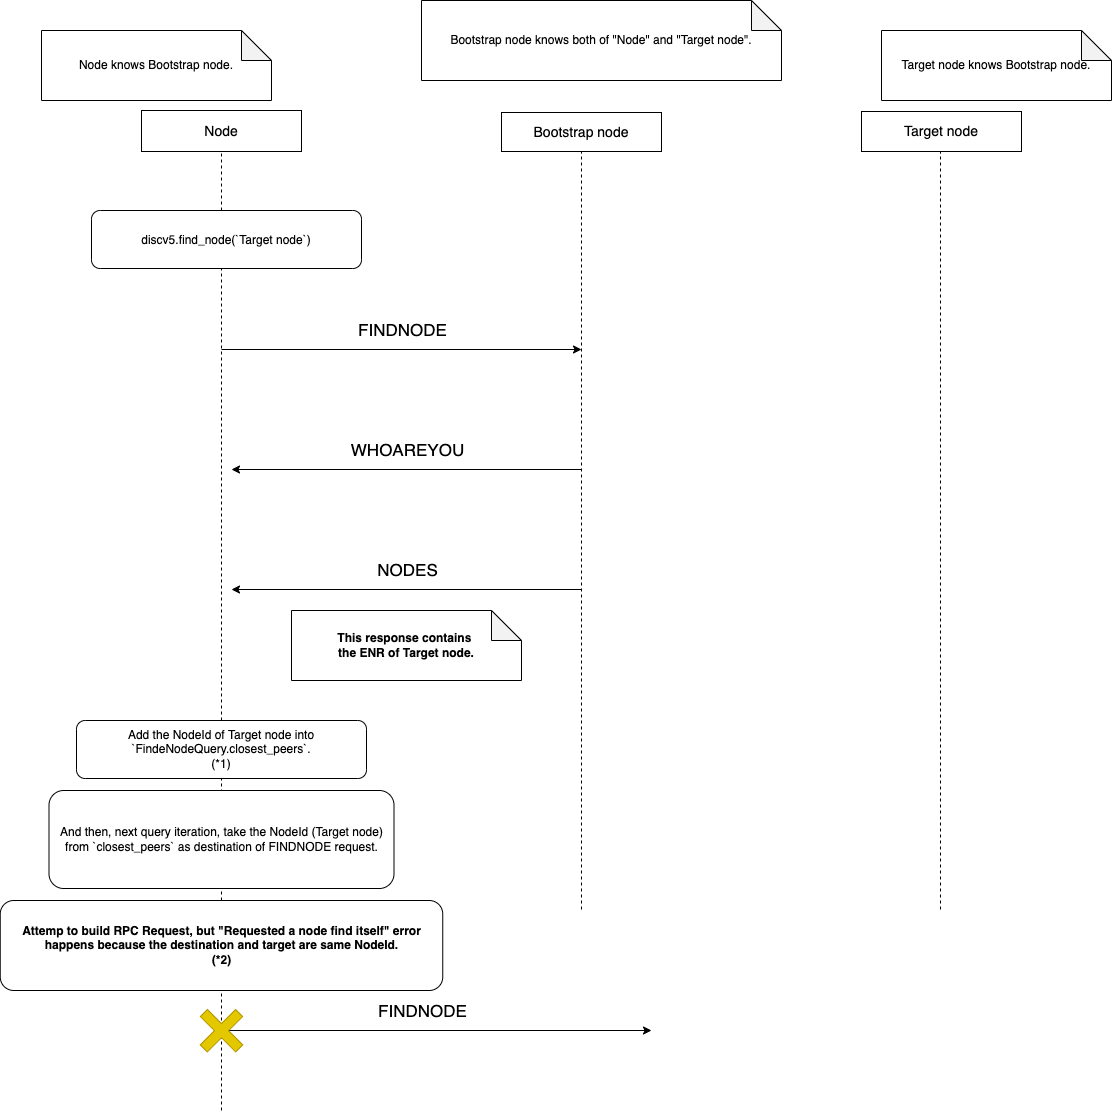 Bootstrap node knows both of "Node" and "Target node".
Node knows Bootstrap node.
Target node knows Bootstrap node.
Node
Bootstrap node
Target node
discv5.find_node(`Target node`)
FINDNODE
WHOAREYOU
NODES
This response contains
the ENR of Target node.
Add the NodeId of Target node into
`FindeNodeQuery.closest_peers`.
(*1)
And then, next query iteration, take the NodeId (Target node)
from `closest_peers` as destination of FINDNODE request.
Attemp to build RPC Request, but "Requested a node find itself" error
happens because the destination and target are same NodeId.
(*2)
FINDNODE